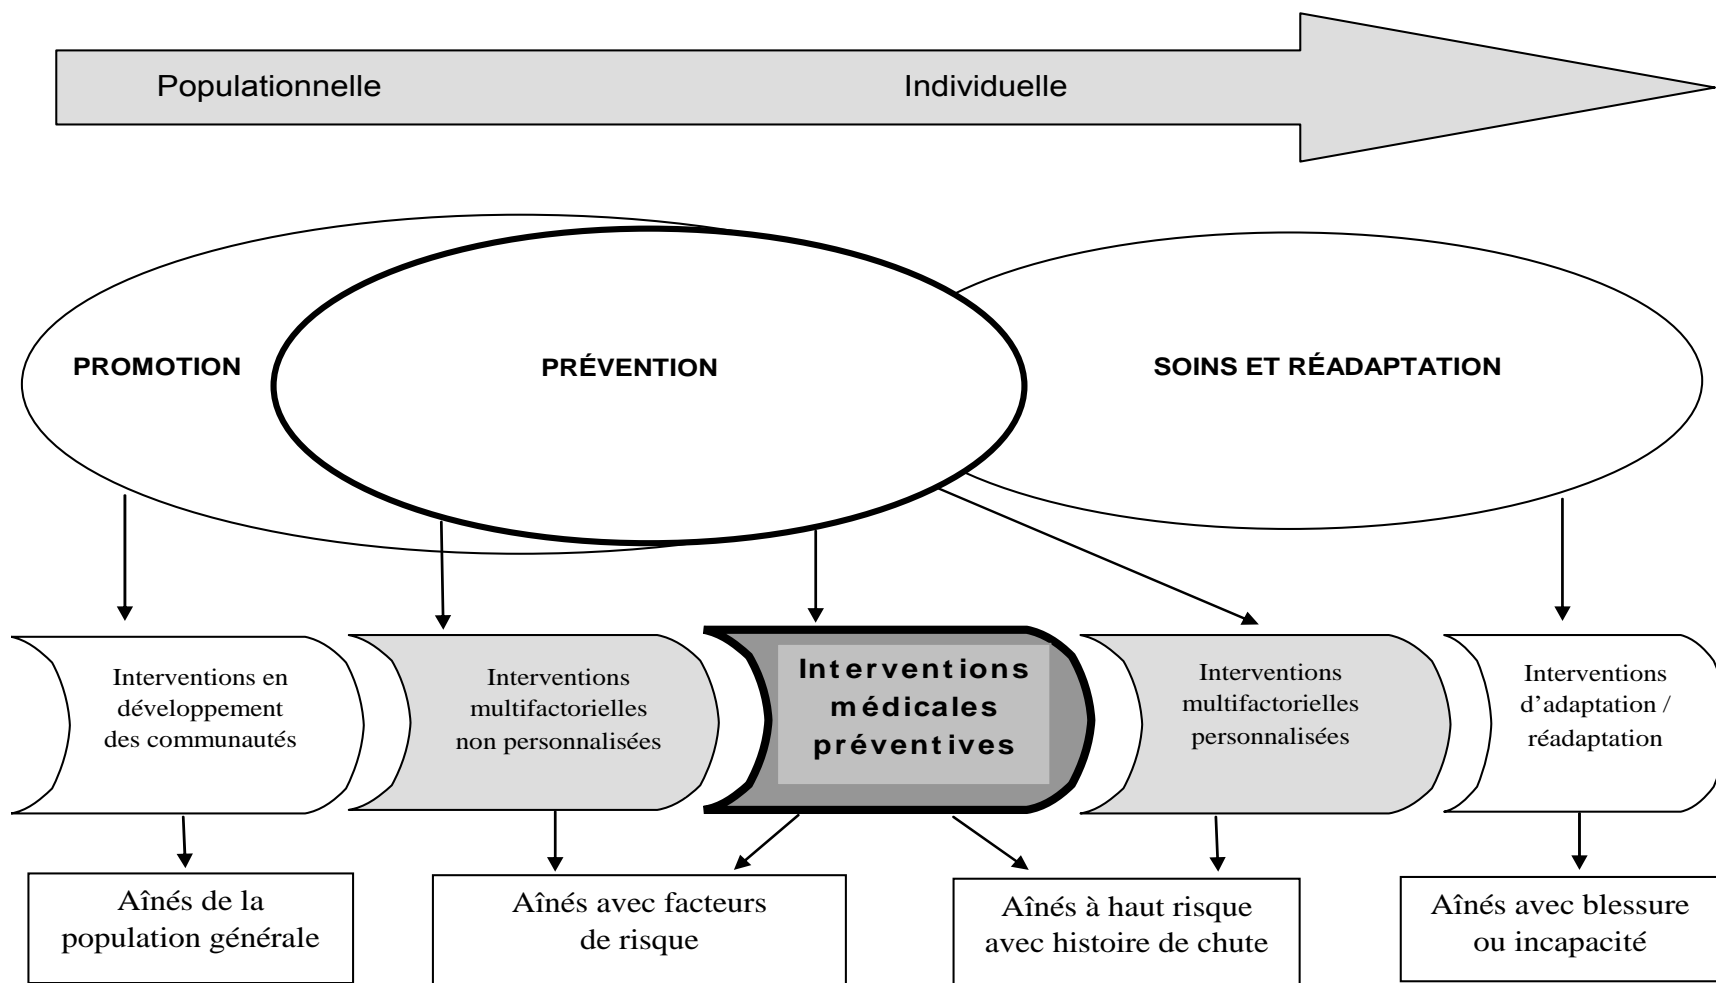 Populationnelle
Individuelle
PROMOTION
PRÉVENTION
SOINS ET RÉADAPTATION
Interventions en
développement
des communautés
Interventions
multifactorielles
non personnalisées
Interventions
médicales
préventives
Interventions
multifactorielles
personnalisées
Interventions
d’adaptation /
réadaptation
Aînés de la
population générale
Aînés avec facteurs
de risque
Aînés à haut risque
avec histoire de chute
Aînés avec blessure
ou incapacité